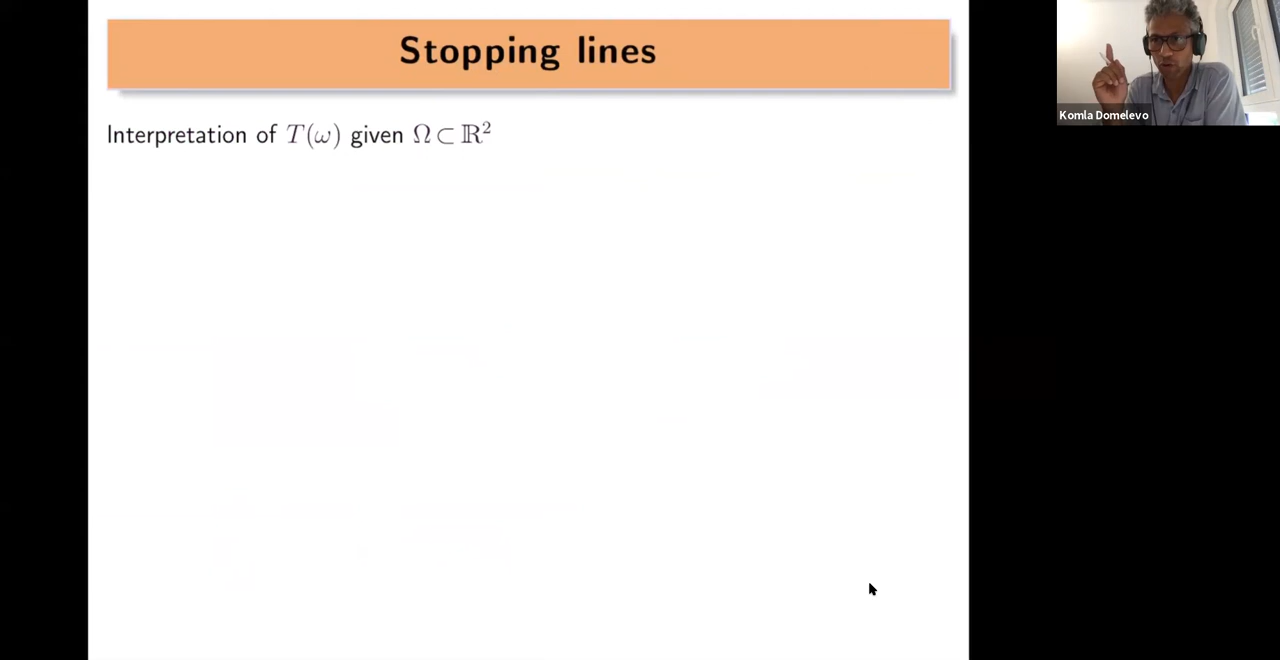 Stopping lines
Interpretation of T(ω) given Ω ⊂ ℝ²
Komla Domelevo